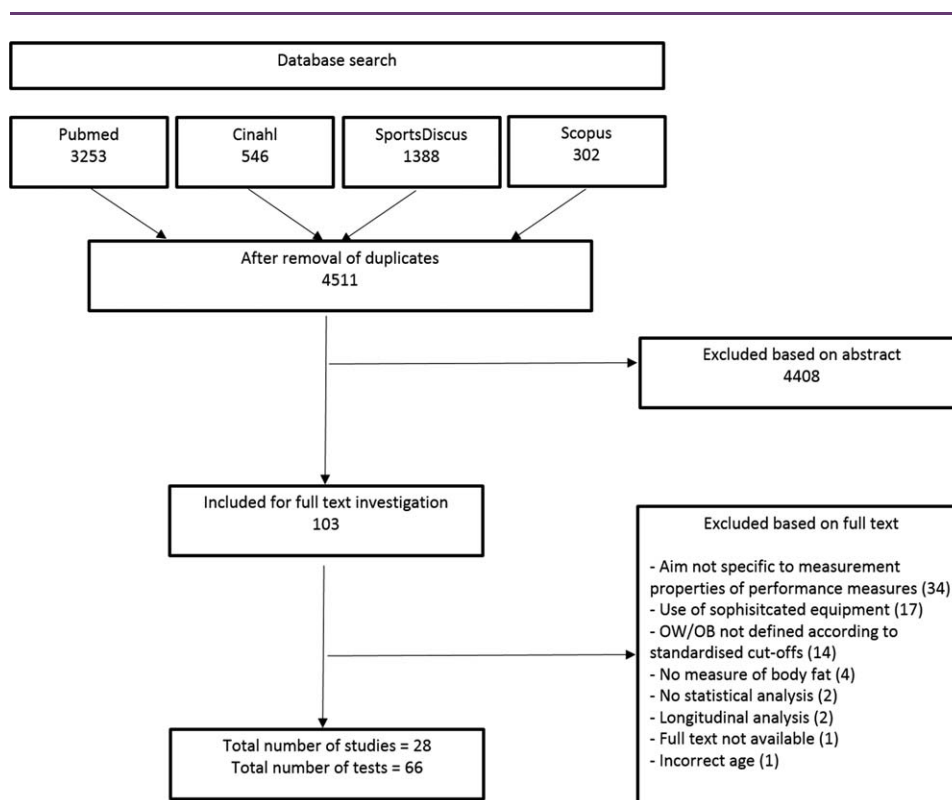 Database search
Pubmed
3253
Cinahl
546
SportsDiscus
1388
Scopus
302
After removal of duplicates
4511
Excluded based on abstract
4408
Included for full text investigation
103
Excluded based on full text
- Aim not specific to measurement
properties of performance measures (34)
- Use of sophisitcated equipment (17)
- OW/OB not defined according to
standardised cut-offs (14)
- No measure of body fat (4)
- No statistical analysis (2)
- Longitudinal analysis (2)
- Full text not available (1)
- Incorrect age (1)
Total number of studies = 28
Total number of tests = 66